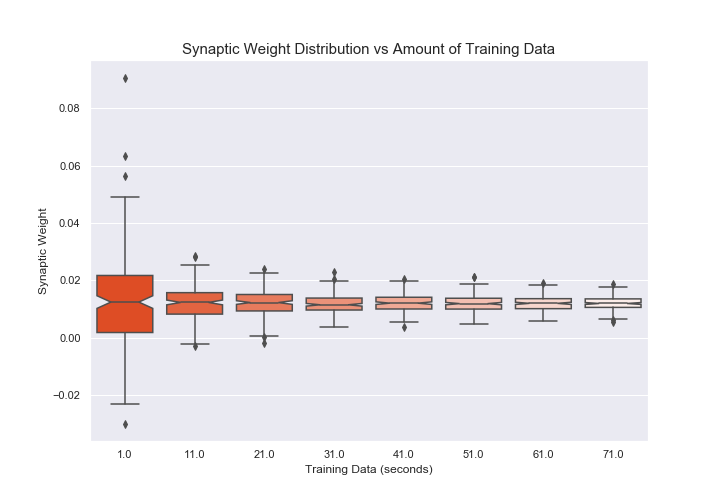 Synaptic Weight Distribution vs Amount of Training Data
Synaptic Weight
0.08
0.06
0.04
0.02
0.00
−0.02
1.0 11.0 21.0 31.0 41.0 51.0 61.0 71.0
Training Data (seconds)